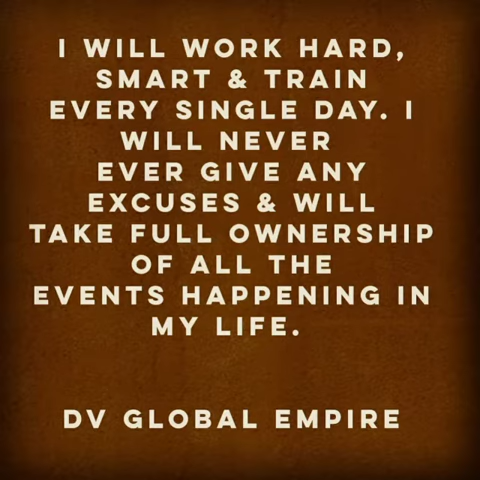 I WILL WORK HARD,
SMART & TRAIN
EVERY SINGLE DAY. I
WILL NEVER
EVER GIVE ANY
EXCUSES & WILL
TAKE FULL OWNERSHIP
OF ALL THE
EVENTS HAPPENING IN
MY LIFE.
DV GLOBAL EMPIRE